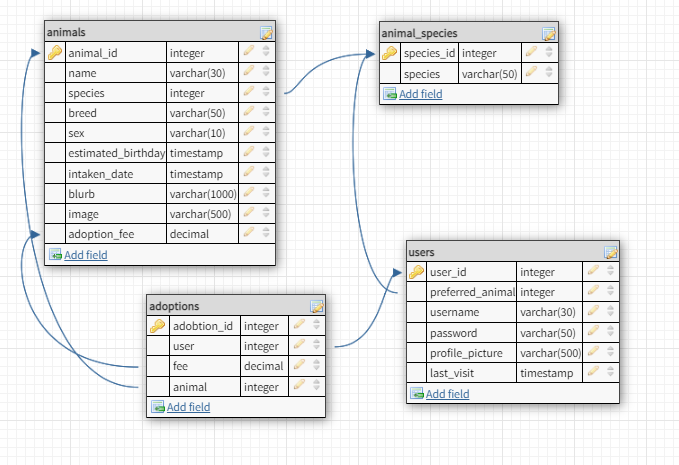 animals
animal_id integer
name varchar(30)
species integer
breed varchar(50)
sex varchar(10)
estimated_birthday timestamp
intaken_date timestamp
blurb varchar(1000)
image varchar(500)
adoption_fee decimal
Add field
animal_species
species_id integer
species varchar(50)
Add field
adoptions
adobtion_id integer
user integer
fee decimal
animal integer
Add field
users
user_id integer
preferred_animal integer
username varchar(30)
password varchar(50)
profile_picture varchar(500)
last_visit timestamp
Add field